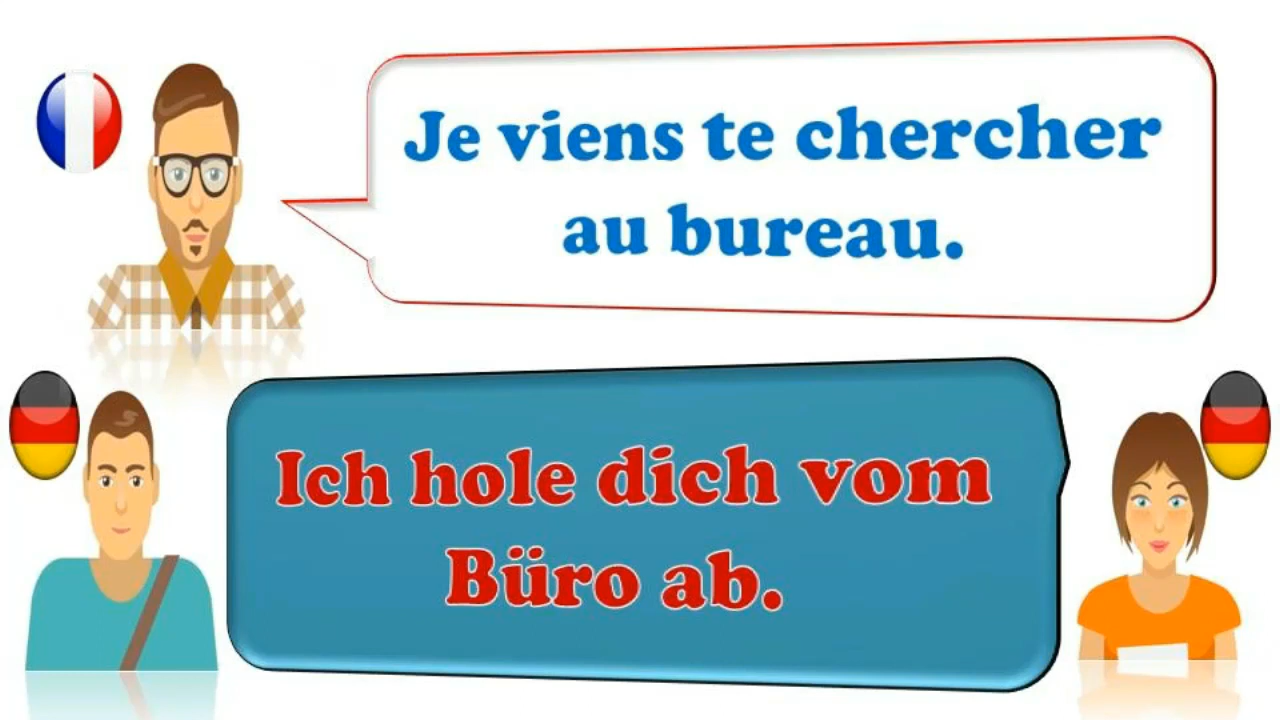 Je viens te chercher
au bureau.
Ich hole dich vom
Büro ab.